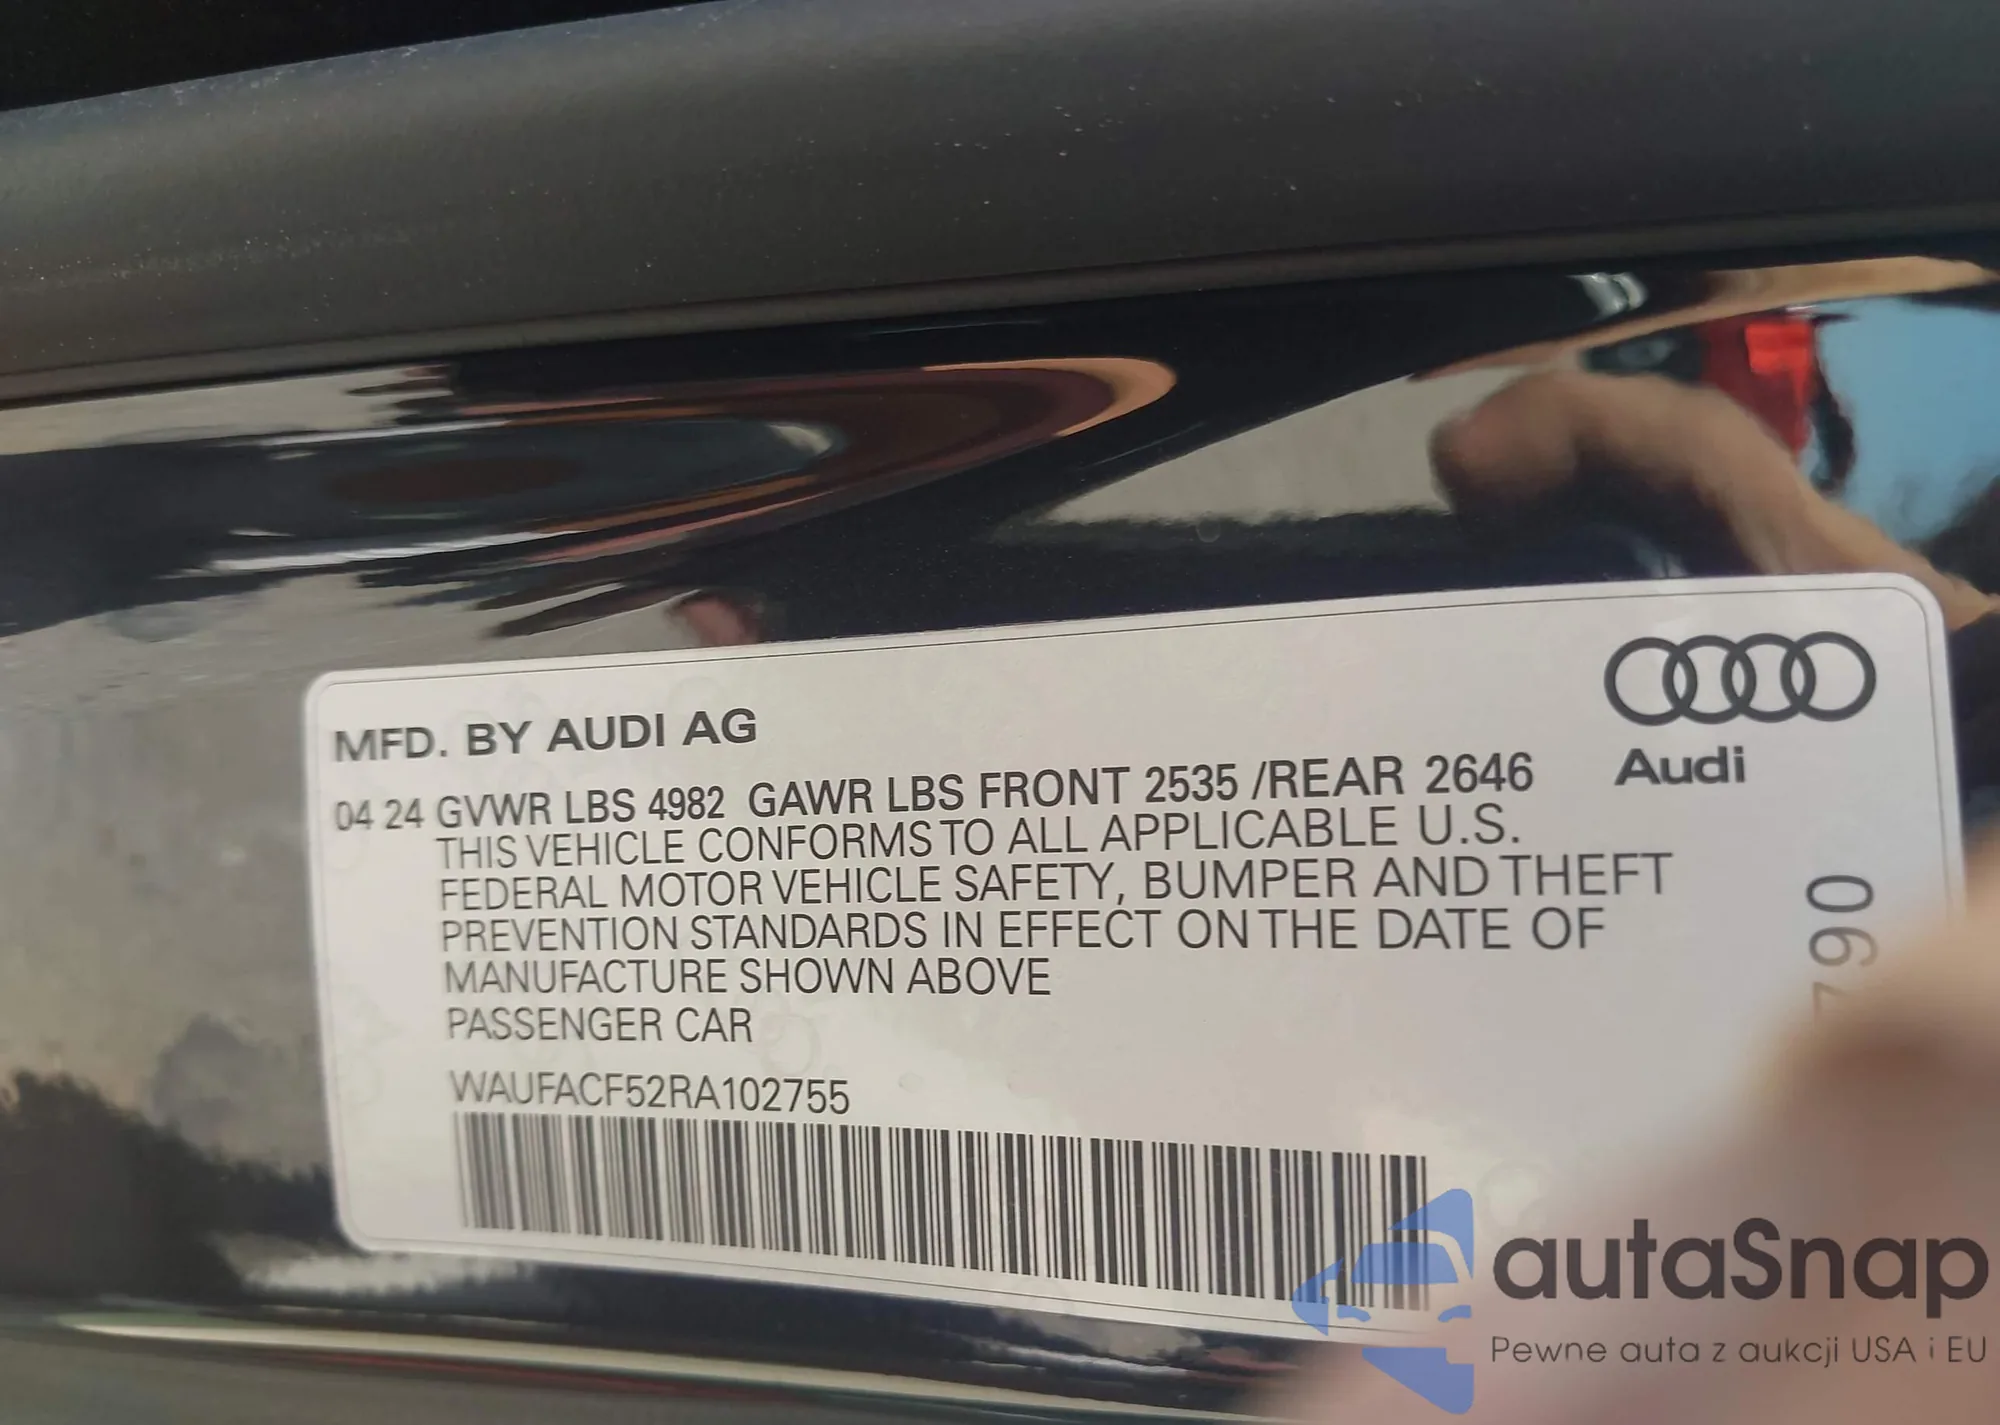 MFD. BY AUDI AG
Audi
04 24 GVWR LBS 4982 GAWR LBS FRONT 2535 /REAR 2646
THIS VEHICLE CONFORMS TO ALL APPLICABLE U.S.
FEDERAL MOTOR VEHICLE SAFETY, BUMPER AND THEFT
PREVENTION STANDARDS IN EFFECT ON THE DATE OF
MANUFACTURE SHOWN ABOVE
PASSENGER CAR
WAUFACF52RA102755
autaSnap
Pewne auta z aukcji USA i EU